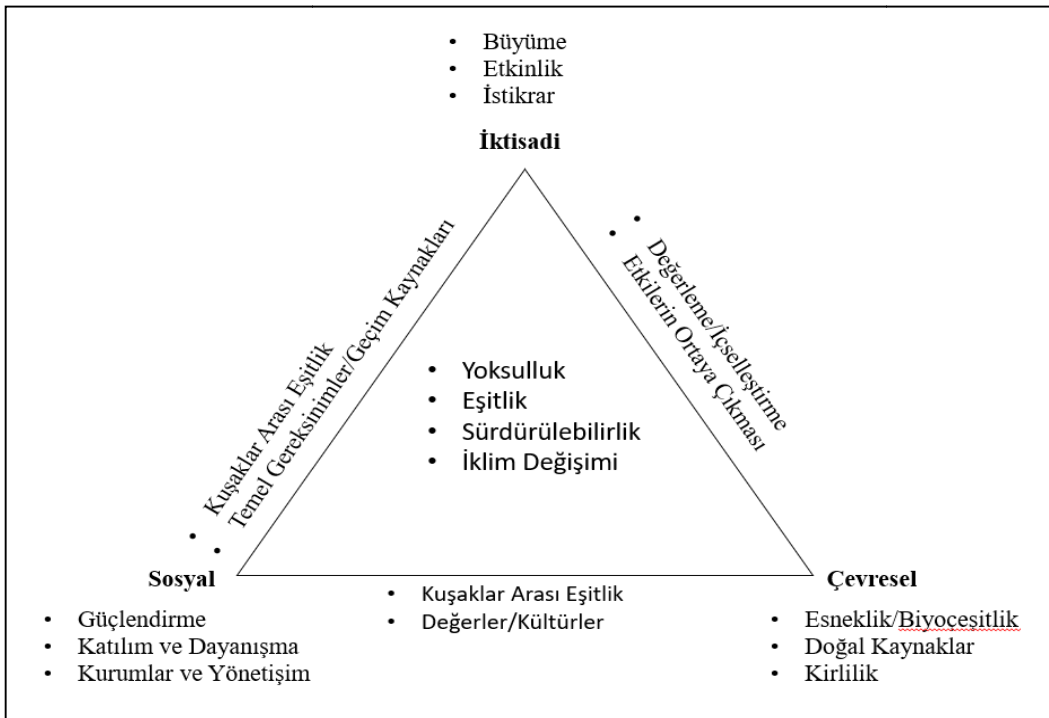 • Büyüme
• Etkinlik
• İstikrar
İktisadi
• Kuşaklar Arası Eşitlik
• Temel Gereksinimler/Geçim Kaynakları
• Değerleme/İçselleştirme
• Etkilerin Ortaya Çıkması
• Yoksulluk
• Eşitlik
• Sürdürülebilirlik
• İklim Değişimi
Sosyal
• Güçlendirme
• Katılım ve Dayanışma
• Kurumlar ve Yönetişim
• Kuşaklar Arası Eşitlik
• Değerler/Kültürler
Çevresel
• Esneklik/Biyoçeşitlik
• Doğal Kaynaklar
• Kirlilik